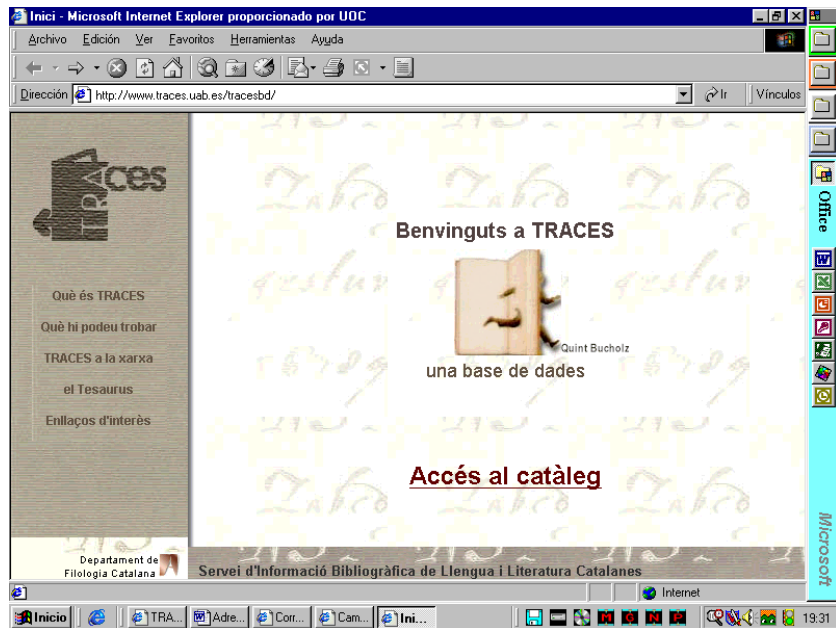 Inici - Microsoft Internet Explorer proporcionado por UOC
Archivo Edición Ver Favoritos Herramientas Ayuda
Dirección http://www.traces.uab.es/tracesbd/ Ir Vínculos
TRACES
Benvinguts a TRACES
Quint Bucholz
una base de dades
Què és TRACES
Què hi podeu trobar
TRACES a la xarxa
el Tesaurus
Enllaços d'interès
Accés al catàleg
Departament de
Filologia Catalana
Servei d'Informació Bibliogràfica de Llengua i Literatura Catalanes
Internet
Office
Microsoft
Inicio TRA... Adre... Corr... Cam... Ini... 19:31